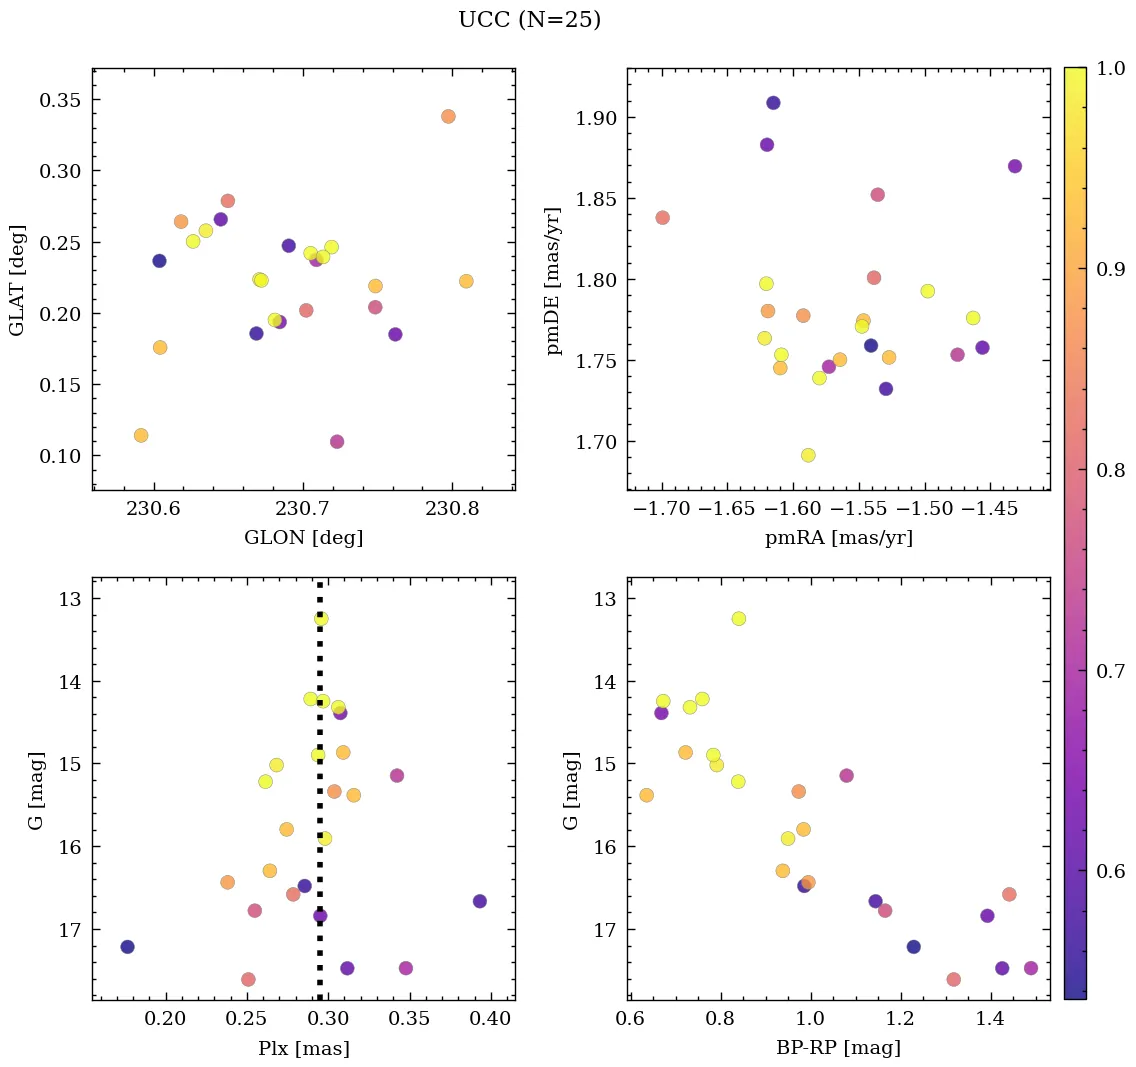 UCC (N=25)
0.35
0.30
0.25
0.20
0.15
0.10
GLAT [deg]
230.6 230.7 230.8
GLON [deg]
1.90
1.85
1.80
1.75
1.70
pmDE [mas/yr]
−1.70 −1.65 −1.60 −1.55 −1.50 −1.45
pmRA [mas/yr]
13
14
15
16
17
G [mag]
0.20 0.25 0.30 0.35 0.40
Plx [mas]
13
14
15
16
17
G [mag]
0.6 0.8 1.0 1.2 1.4
BP-RP [mag]
1.0
0.9
0.8
0.7
0.6